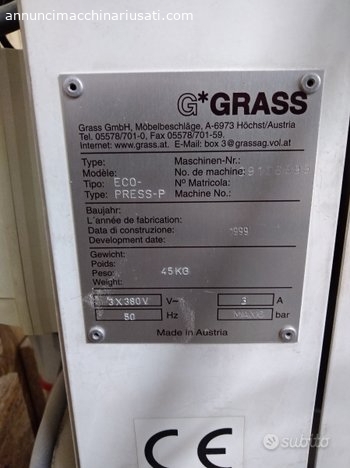 annuncimacchinariusati.com
G*GRASS
Grass GmbH, Möbelbeschläge, A-6973 Höchst/Austria
Tel. 05578/701-0, Fax 05578/701-59.
Internet: www.grass.at, E-Mail: box 3@grassag.vol.at
Type: Maschinen-Nr.:
Modèle: No. de machine:
Tipo: ECO- Nº Matricola:
Type: PRESS-P Machine No.:
Baujahr:
L'année de fabrication:
Data di construzione: 1999
Development date:
Gewicht:
Poids:
Peso: 45KG
Weight:
3X380V V~ 3 A
50 Hz bar
Made in Austria
CE
subito